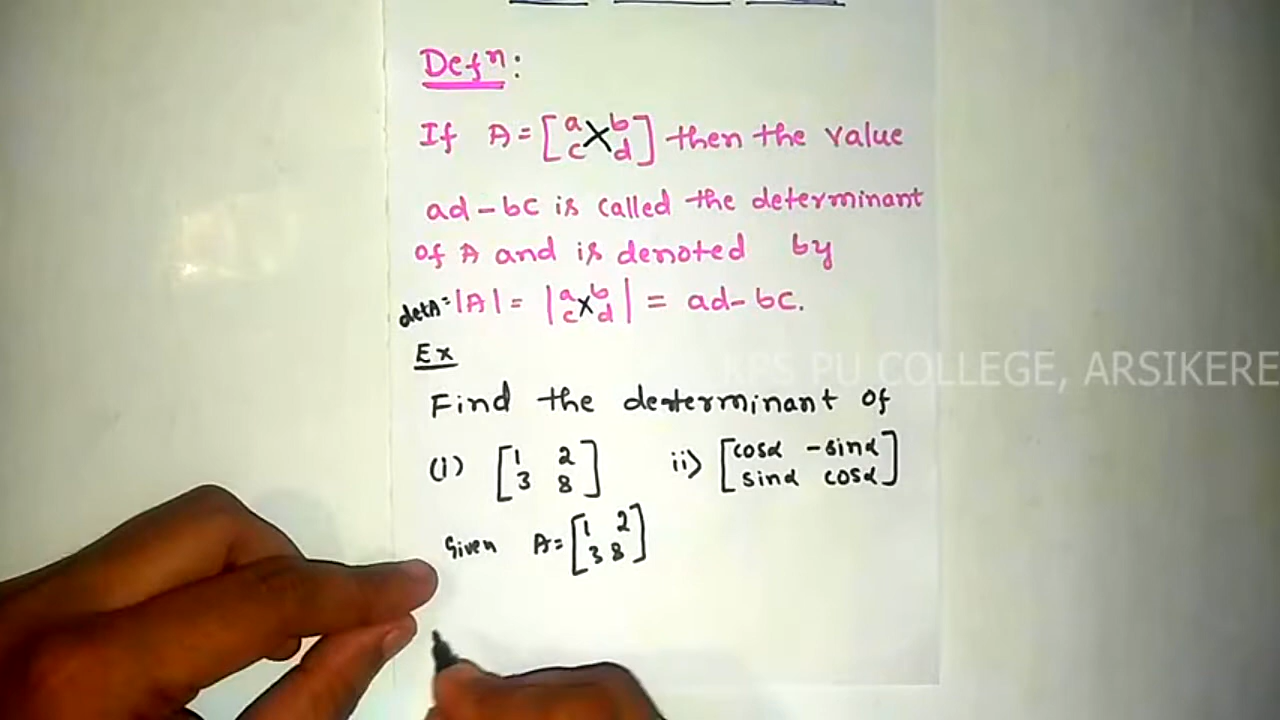 Defⁿ:
If A = [a b c d] then the value
ad - bc is called the determinant
of A and is denoted by
detA = |A| = |a b c d| = ad - bc.
Ex
Find the determinant of
(i) [1 2 3 8] ii) [cosα -sinα sinα cosα]
Given A = [1 2 3 8]
KPS PU COLLEGE, ARSIKERE